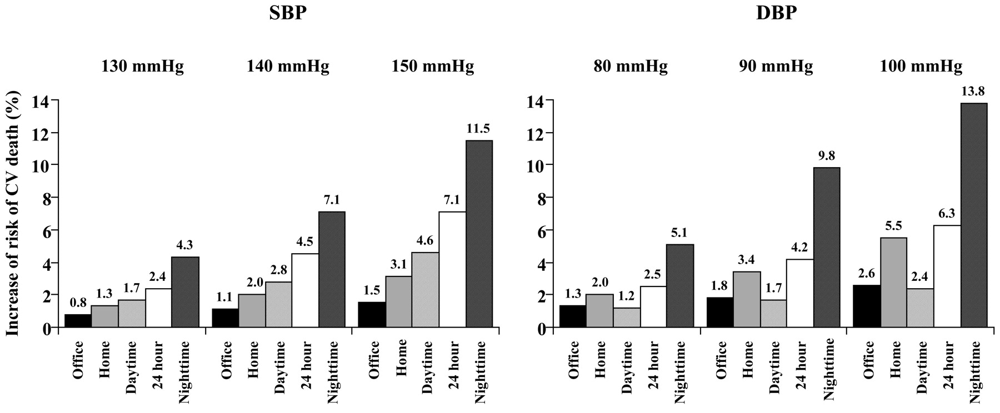 SBP
DBP
130 mmHg 140 mmHg 150 mmHg
80 mmHg 90 mmHg 100 mmHg
Increase of risk of CV death (%)
14
12
10
8
6
4
2
0
0.8 1.3 1.7 2.4 4.3
1.1 2.0 2.8 4.5 7.1
1.5 3.1 4.6 7.1 11.5
Office Home Daytime 24 hour Nighttime
Office Home Daytime 24 hour Nighttime
Office Home Daytime 24 hour Nighttime
14
12
10
8
6
4
2
0
1.3 2.0 1.2 2.5 5.1
1.8 3.4 1.7 4.2 9.8
2.6 5.5 2.4 6.3 13.8
Office Home Daytime 24 hour Nighttime
Office Home Daytime 24 hour Nighttime
Office Home Daytime 24 hour Nighttime